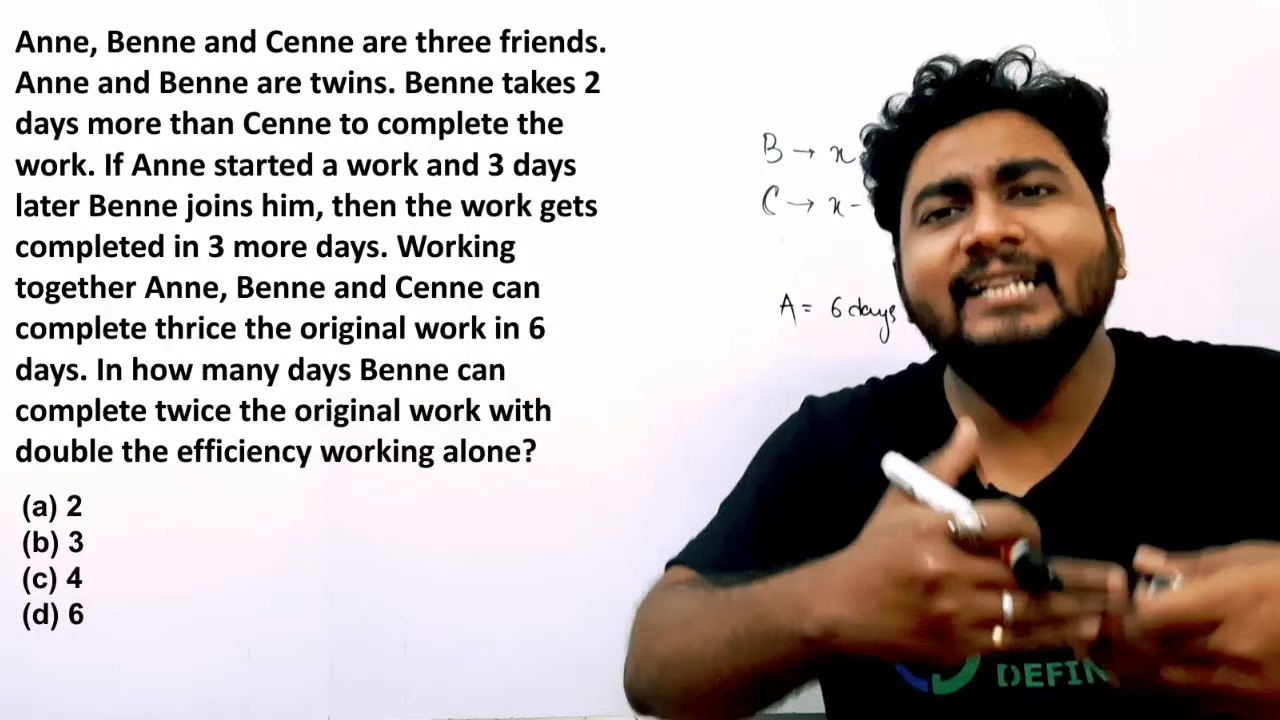 Anne, Benne and Cenne are three friends.
Anne and Benne are twins. Benne takes 2
days more than Cenne to complete the
work. If Anne started a work and 3 days
later Benne joins him, then the work gets
completed in 3 more days. Working
together Anne, Benne and Cenne can
complete thrice the original work in 6
days. In how many days Benne can
complete twice the original work with
double the efficiency working alone?
(a) 2
(b) 3
(c) 4
(d) 6
B → x
C → x -
A = 6 days
DEFIN